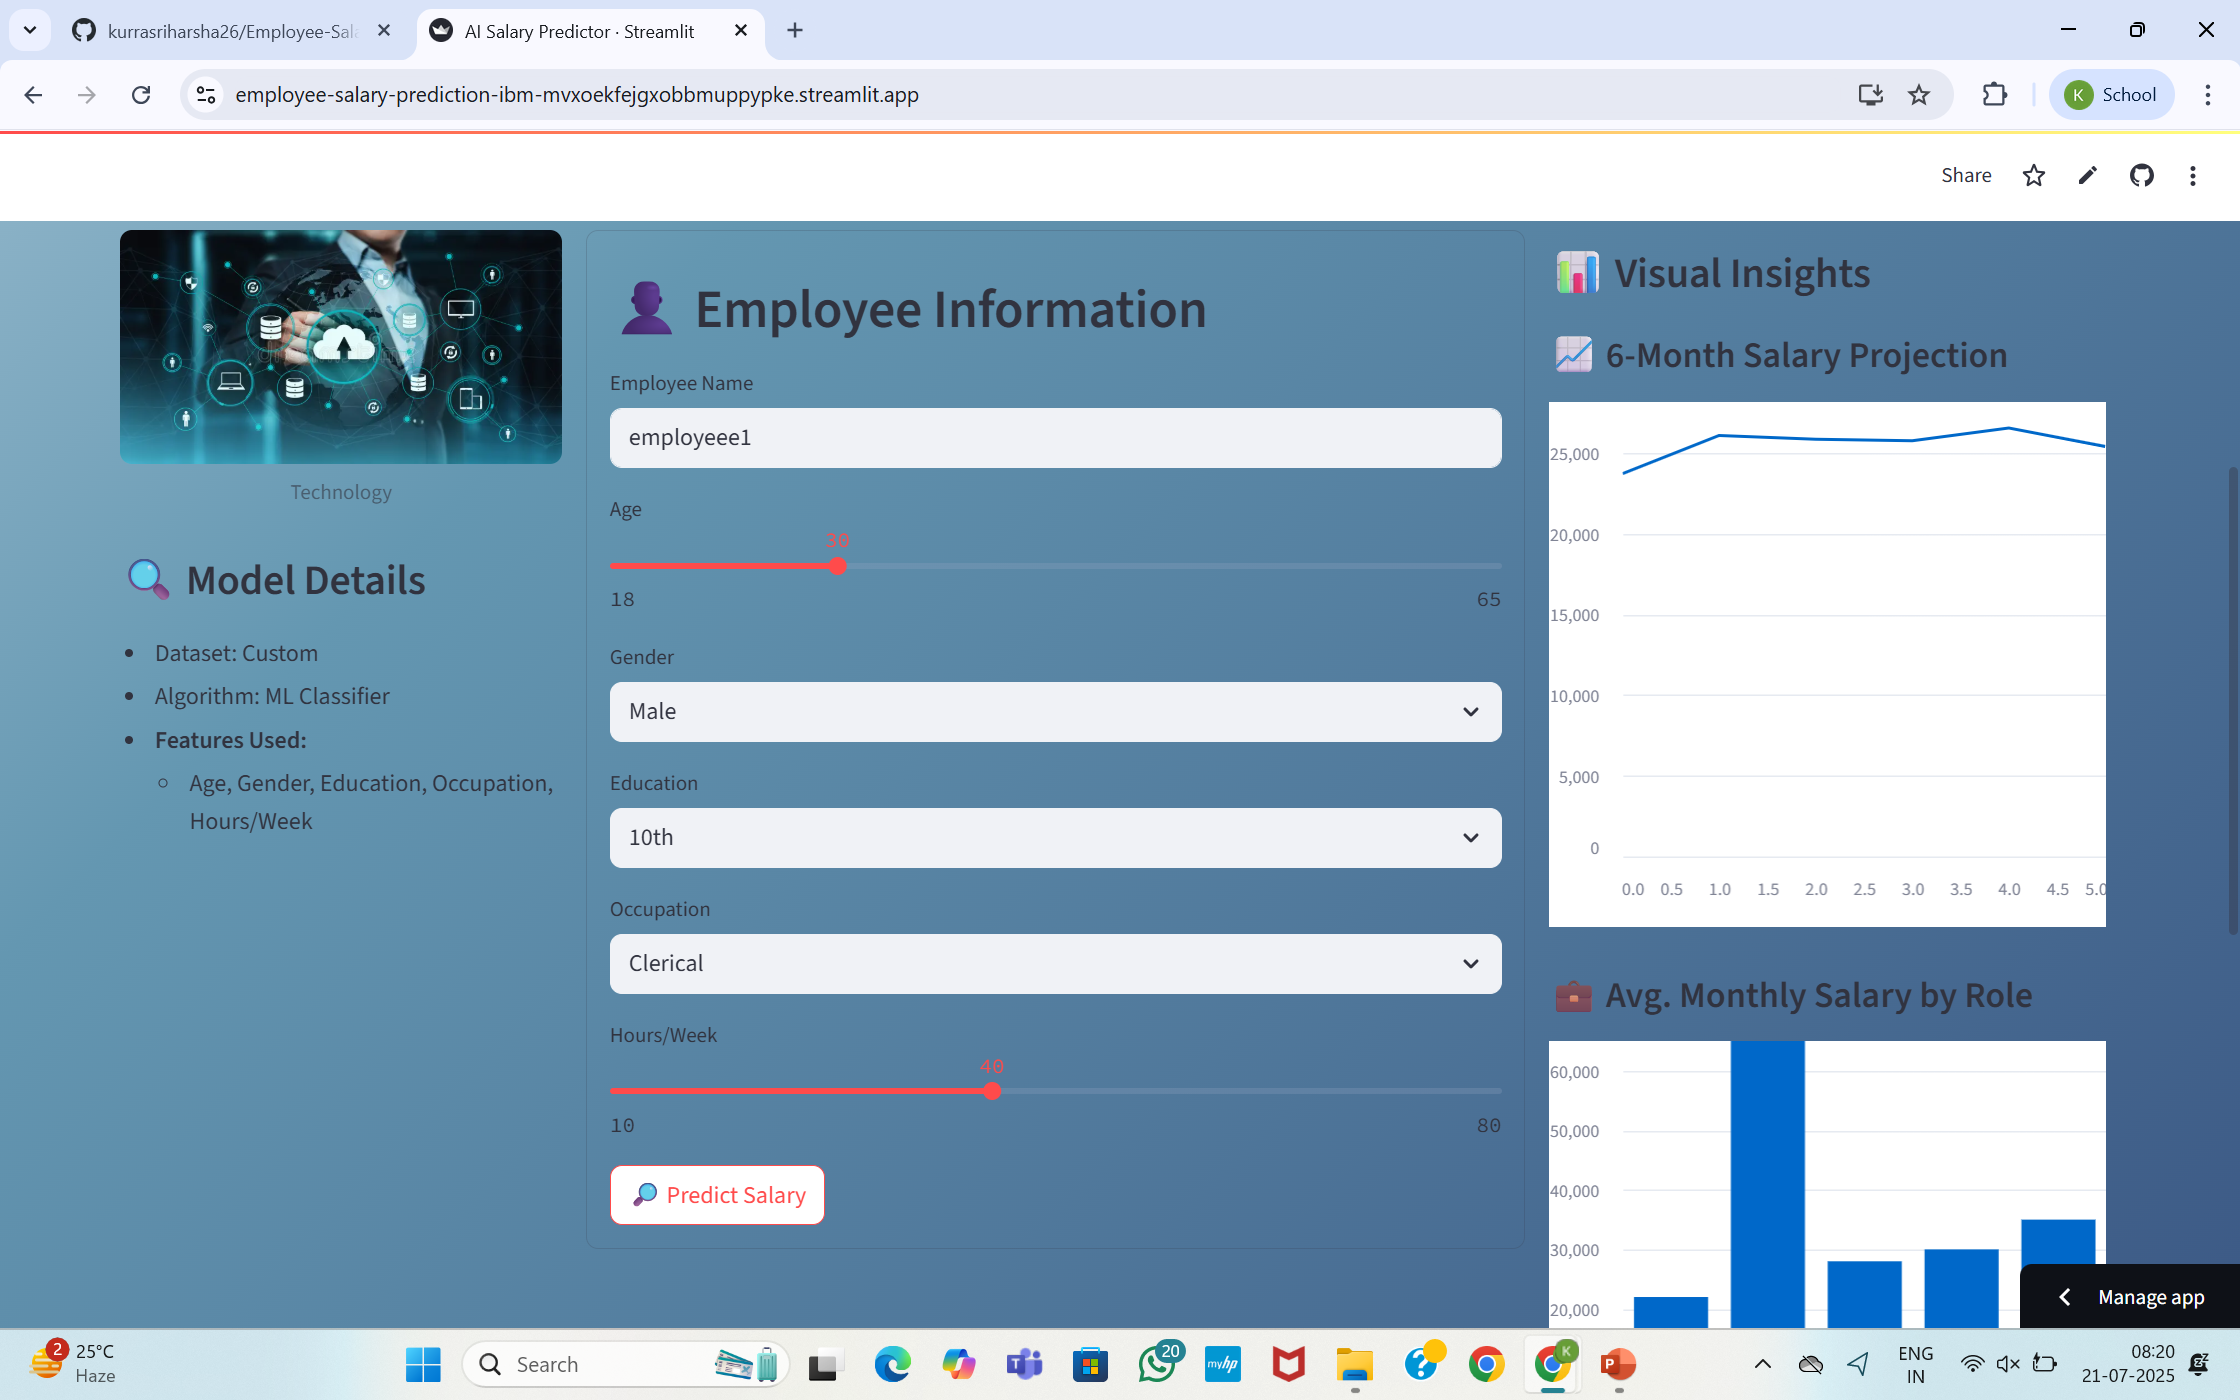 kurrasriharsha26/Employee-Sala
AI Salary Predictor · Streamlit
employee-salary-prediction-ibm-mvxoekfejgxobbmuppypke.streamlit.app
K
School
Share
Technology
Model Details
Dataset: Custom
Algorithm: ML Classifier
Features Used:
Age, Gender, Education, Occupation,
Hours/Week
Employee Information
Employee Name
employeee1
Age
30
18 65
Gender
Male
Education
10th
Occupation
Clerical
Hours/Week
40
10 80
Predict Salary
Visual Insights
6-Month Salary Projection
25,000
20,000
15,000
10,000
5,000
0
0.0 0.5 1.0 1.5 2.0 2.5 3.0 3.5 4.0 4.5 5.0
Avg. Monthly Salary by Role
60,000
50,000
40,000
30,000
20,000
Manage app
2
25°C
Haze
Search
T
20
myhp
K
P
ENG
IN
08:20
21-07-2025